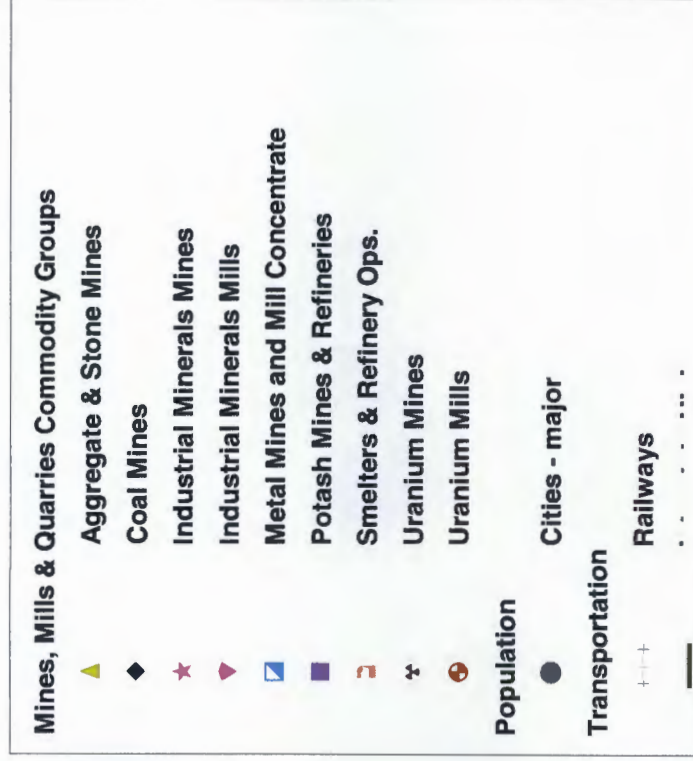 Mines, Mills & Quarries Commodity Groups
Aggregate & Stone Mines
Coal Mines
Industrial Minerals Mines
Industrial Minerals Mills
Metal Mines and Mill Concentrate
Potash Mines & Refineries
Smelters & Refinery Ops.
Uranium Mines
Uranium Mills
Population
Cities - major
Transportation
Railways